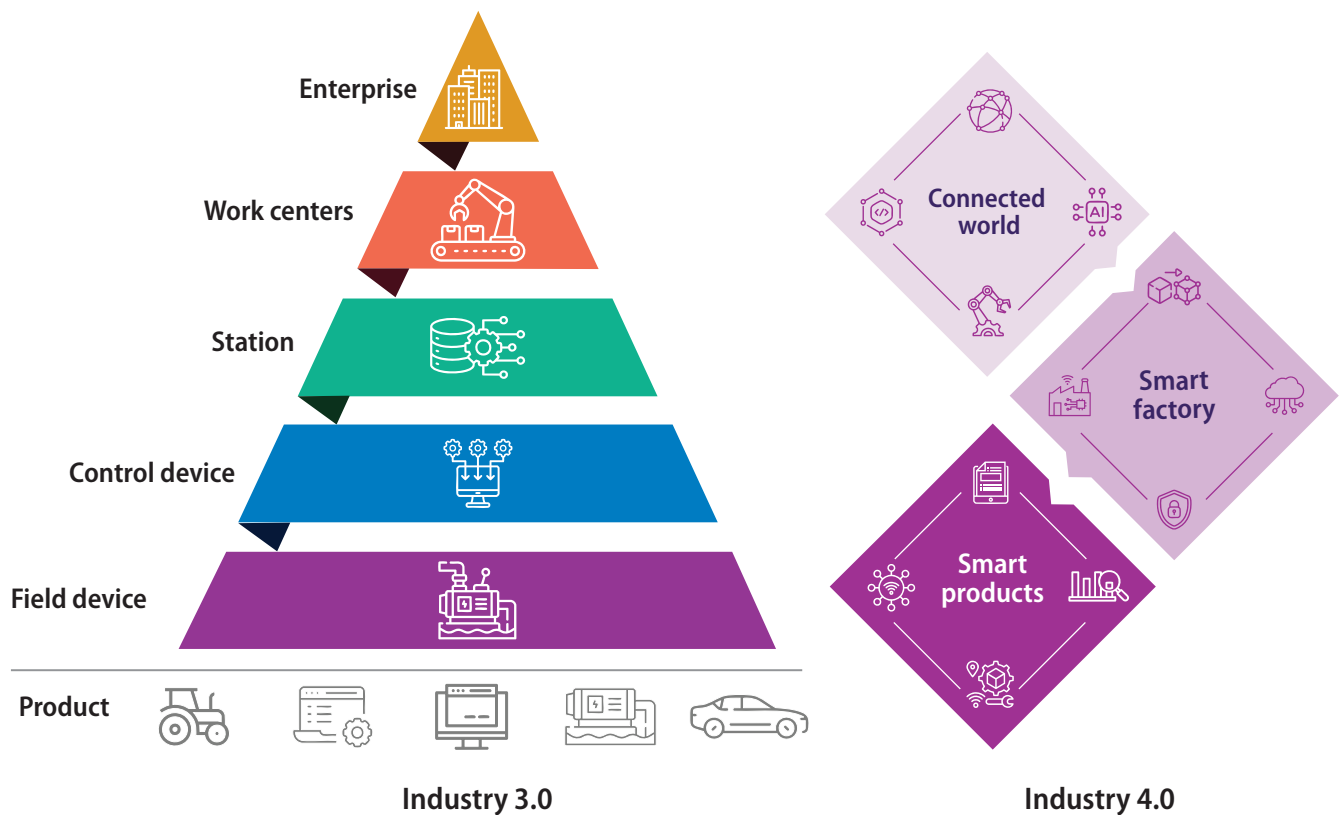 Enterprise
Work centers
Station
Control device
Field device
Product
Industry 3.0
Connected
world
AI
Smart
factory
Smart
products
Industry 4.0